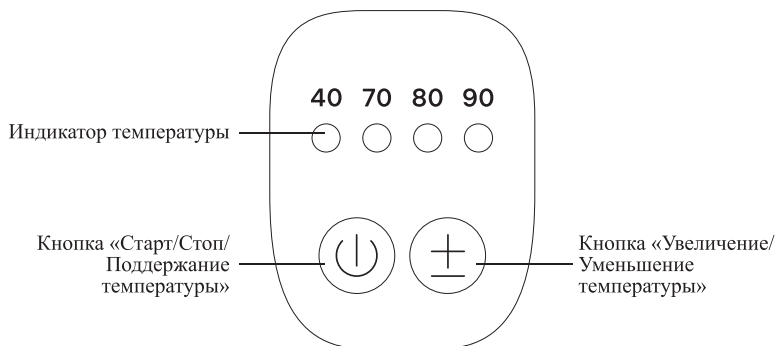 40 70 80 90
Индикатор температуры
Кнопка «Старт/Стоп/
Поддержание
температуры»
Кнопка «Увеличение/
Уменьшение
температуры»